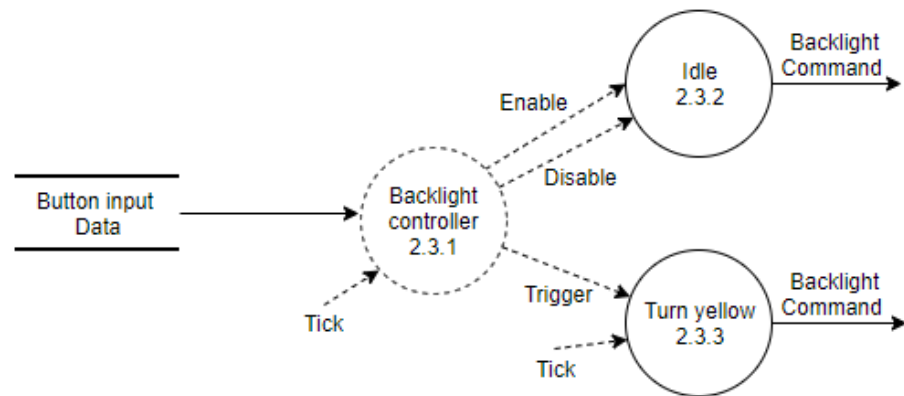 Backlight
Command
Idle
2.3.2
Enable
Disable
Button input
Data
Backlight
controller
2.3.1
Tick
Trigger
Backlight
Command
Turn yellow
2.3.3
Tick